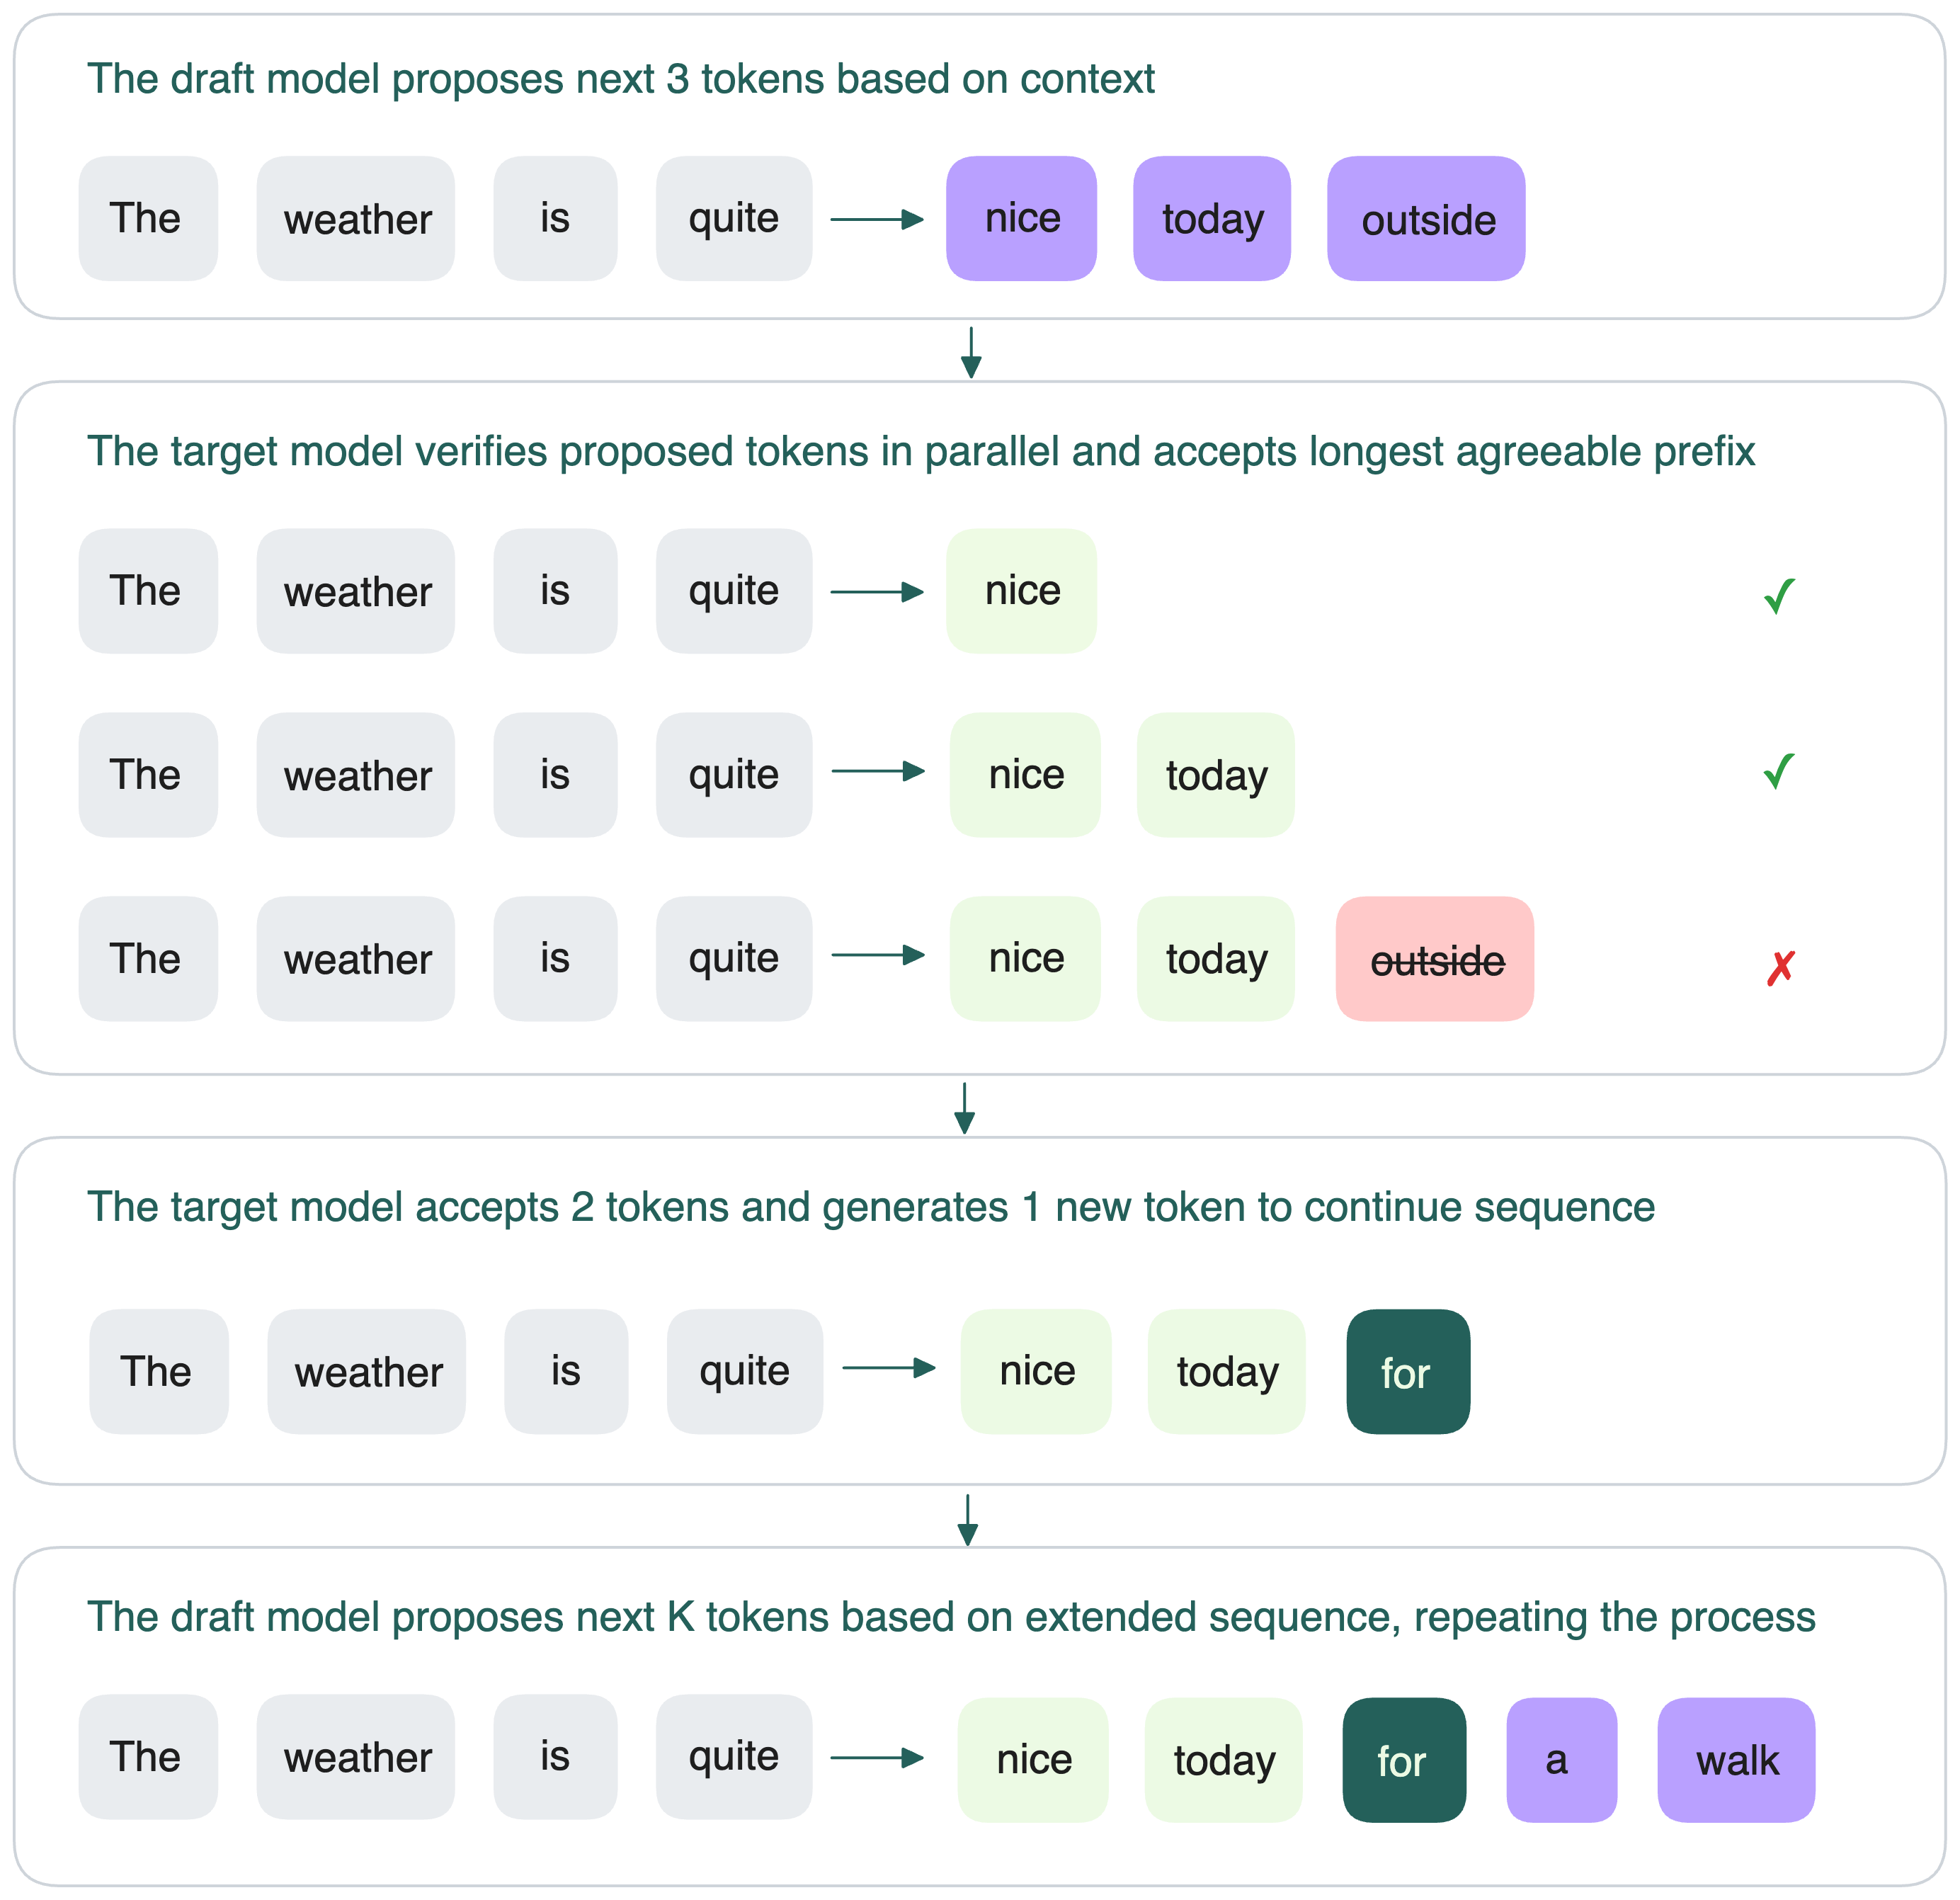 The draft model proposes next 3 tokens based on context
The weather is quite nice today outside
The target model verifies proposed tokens in parallel and accepts longest agreeable prefix
The weather is quite nice
The weather is quite nice today
The weather is quite nice today outside
The target model accepts 2 tokens and generates 1 new token to continue sequence
The weather is quite nice today for
The draft model proposes next K tokens based on extended sequence, repeating the process
The weather is quite nice today for a walk